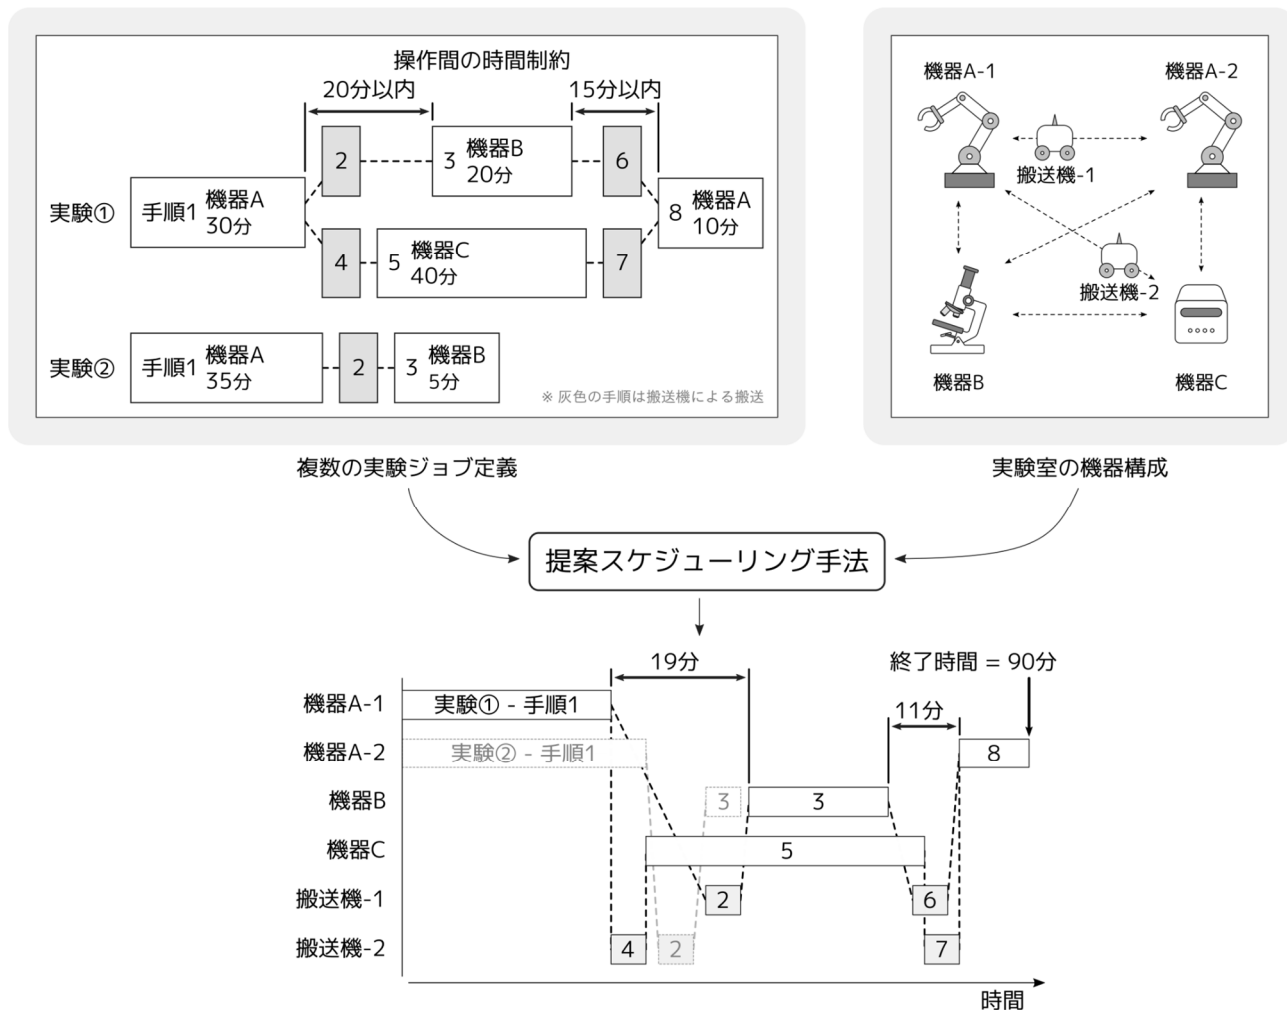 操作間の時間制約
20分以内
15分以内
2
3 機器B
20分
6
実験①
手順1 機器A
30分
8 機器A
10分
4
5 機器C
40分
7
実験②
手順1 機器A
35分
2
3 機器B
5分
※ 灰色の手順は搬送機による搬送
複数の実験ジョブ定義
機器A-1
機器A-2
搬送機-1
搬送機-2
機器B
機器C
実験室の機器構成
提案スケジューリング手法
19分
終了時間 = 90分
11分
機器A-1
実験① - 手順1
機器A-2
実験② - 手順1
8
機器B
3
3
機器C
5
搬送機-1
2
6
搬送機-2
4
2
7
時間